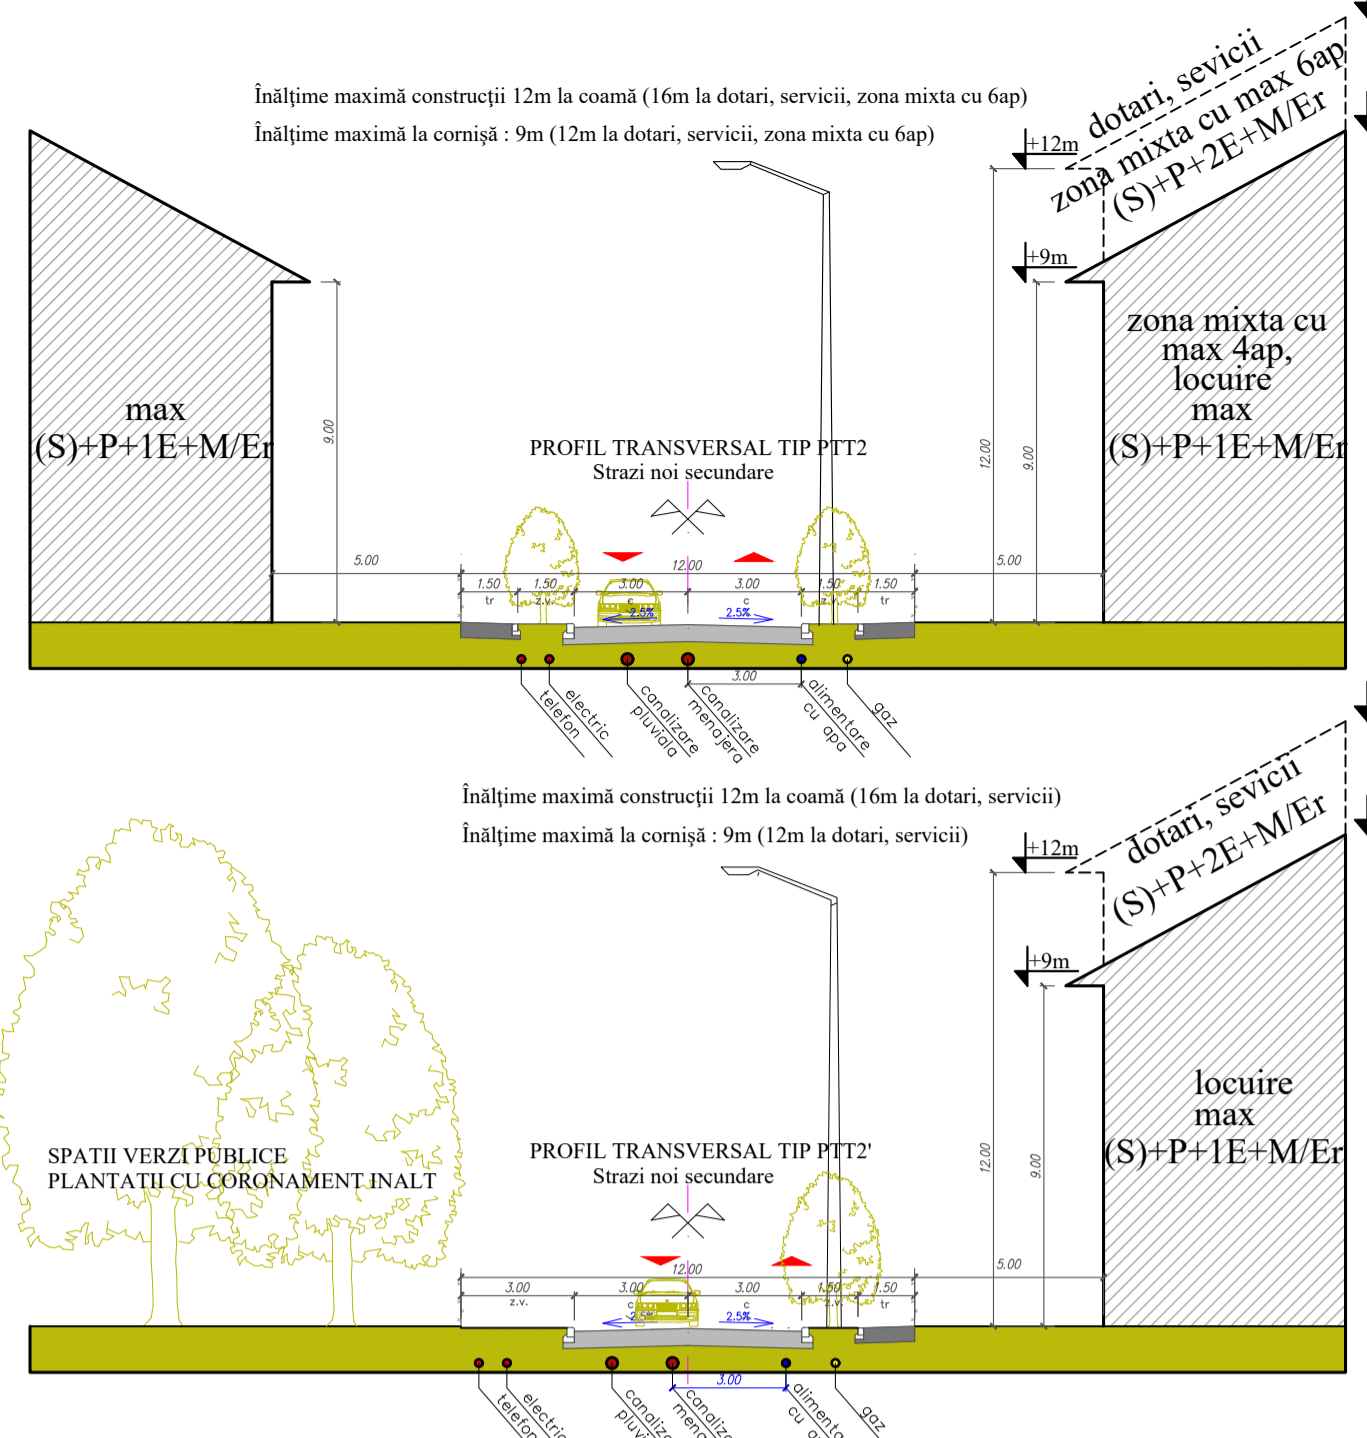 Înălţime maximă construcţii 12m la coamă (16m la dotari, servicii, zona mixta cu 6ap)
Înălţime maximă la cornişă : 9m (12m la dotari, servicii, zona mixta cu 6ap)
dotari, sevicii
zona mixta cu max 6ap
(S)+P+2E+M/Er
+12m
+9m
zona mixta cu
max 4ap,
locuire
max
(S)+P+1E+M/Er
max
(S)+P+1E+M/Er
9.00
12.00
9.00
PROFIL TRANSVERSAL TIP PTT2
Strazi noi secundare
5.00
12.00
5.00
1.50
1.50
3.00
3.00
1.50
1.50
tr
z.v.
c
c
z.v.
tr
2.5%
2.5%
3.00
telefon
electric
canalizare
pluviala
canalizare
menajera
alimentare
cu apa
gaz
Înălţime maximă construcţii 12m la coamă (16m la dotari, servicii)
Înălţime maximă la cornişă : 9m (12m la dotari, servicii)
dotari, sevicii
(S)+P+2E+M/Er
+12m
+9m
locuire
max
(S)+P+1E+M/Er
12.00
9.00
SPATII VERZI PUBLICE
PLANTATII CU CORONAMENT INALT
PROFIL TRANSVERSAL TIP PTT2'
Strazi noi secundare
12.00
5.00
3.00
3.00
3.00
1.50
1.50
z.v.
c
c
z.v.
tr
2.5%
2.5%
3.00
telefon
electric
gaz